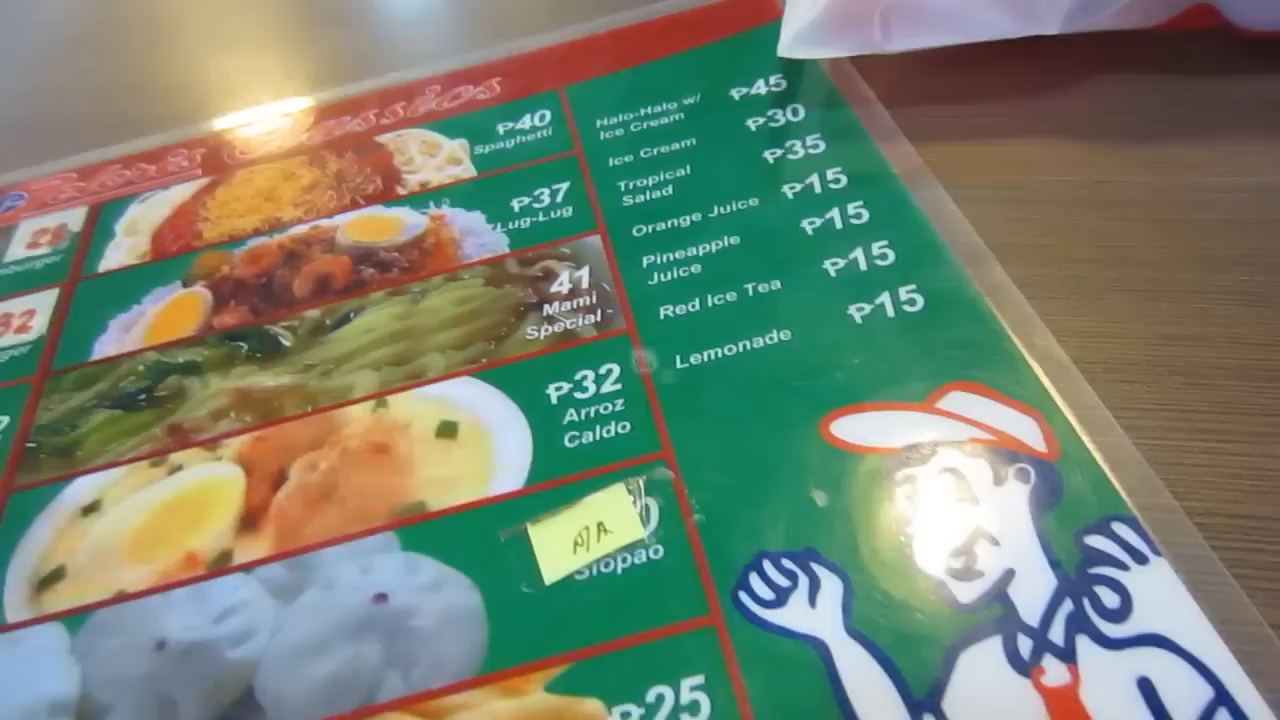 ₱40
Spaghetti
₱37
Lug-Lug
41
Mami
Special
₱32
Arroz
Caldo
N/A
Siopao
₱25
32
Halo-Halo w/
Ice Cream
₱45
Ice Cream
₱30
Tropical
Salad
₱35
Orange Juice
₱15
Pineapple
Juice
₱15
Red Ice Tea
₱15
Lemonade
₱15